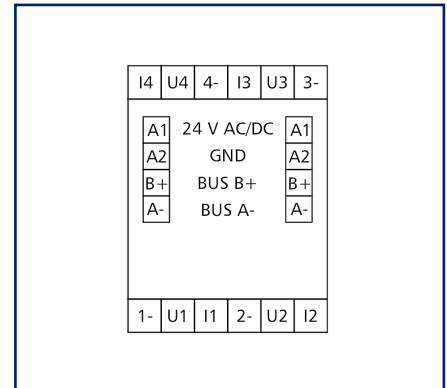 I4 U4 4- I3 U3 3-
A1 24 V AC/DC A1
A2 GND A2
B+ BUS B+ B+
A- BUS A- A-
1- U1 I1 2- U2 I2